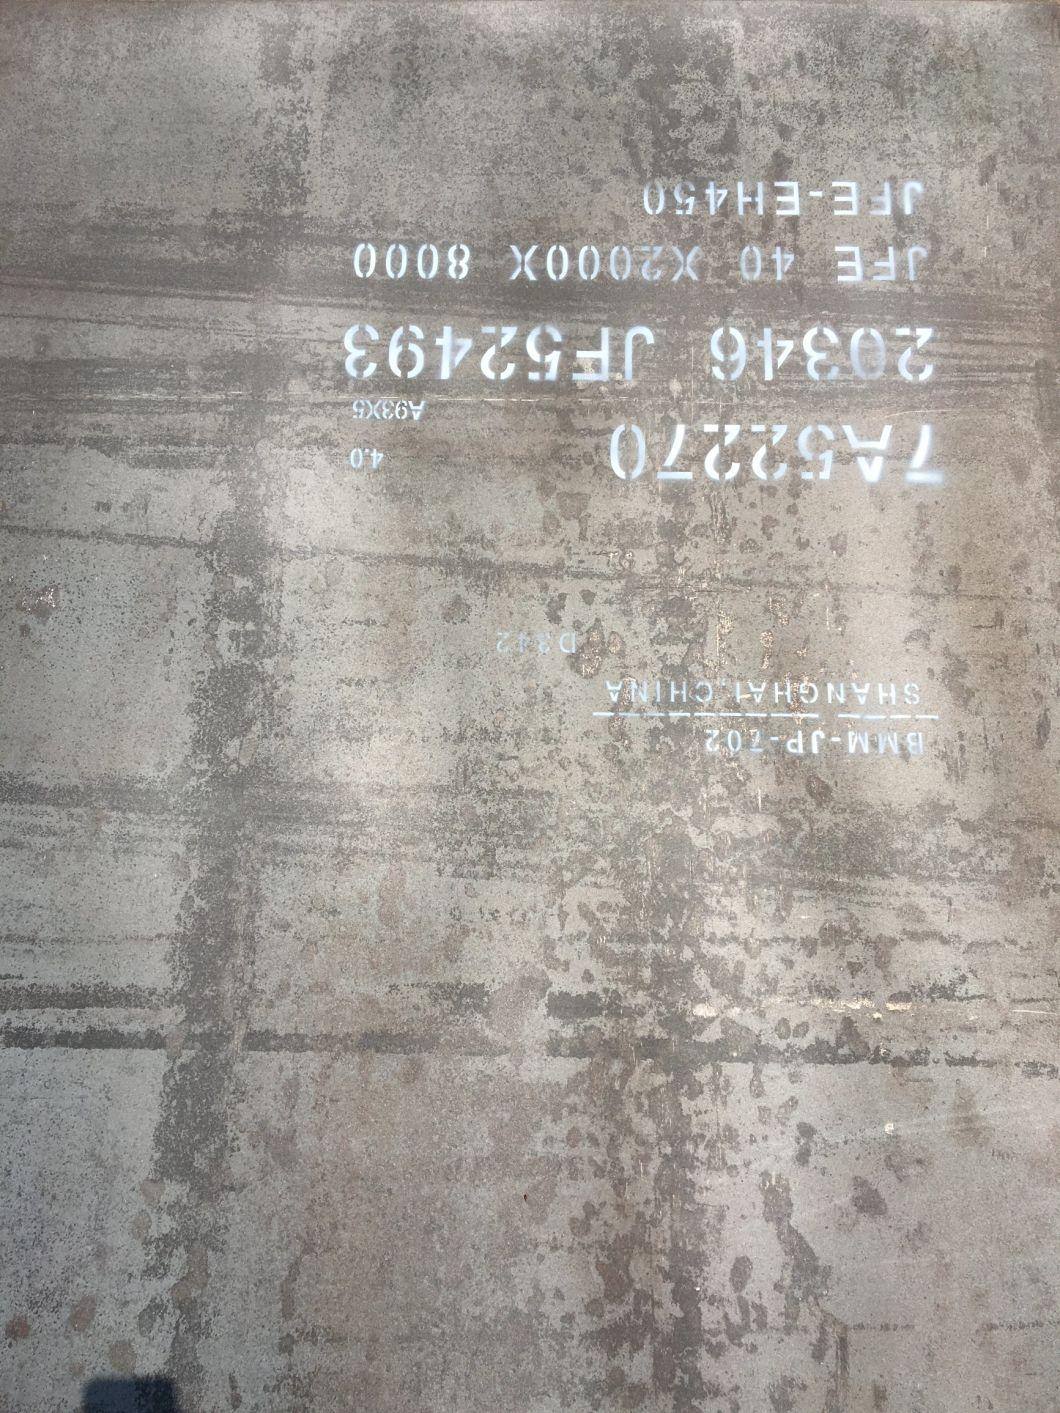 BMM-JP-Z02
SHANGHAI,CHINA
D342
7A52270 4.0
A93X5
20346 JF52493
JFE 40 X2000X 8000
JFE-EH450